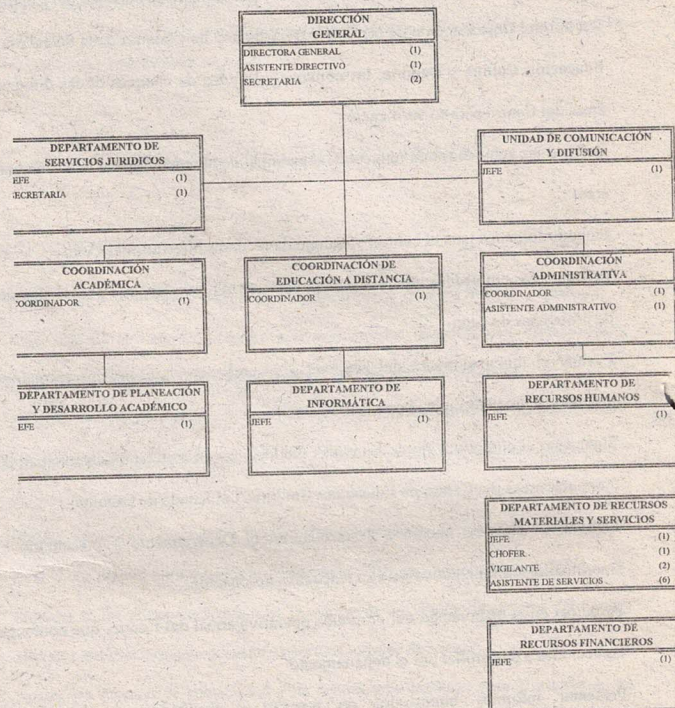 DIRECCIÓN
GENERAL
DIRECTORA GENERAL (1)
ASISTENTE DIRECTIVO (1)
SECRETARIA (2)
DEPARTAMENTO DE
SERVICIOS JURIDICOS
EFE (1)
ECRETARIA (1)
UNIDAD DE COMUNICACIÓN
Y DIFUSIÓN
JEFE (1)
COORDINACIÓN
ACADÉMICA
COORDINADOR (1)
COORDINACIÓN DE
EDUCACIÓN A DISTANCIA
COORDINADOR (1)
COORDINACIÓN
ADMINISTRATIVA
COORDINADOR (1)
ASISTENTE ADMINISTRATIVO (1)
DEPARTAMENTO DE PLANEACIÓN
Y DESARROLLO ACADÉMICO
EFE (1)
DEPARTAMENTO DE
INFORMÁTICA
JEFE (1)
DEPARTAMENTO DE
RECURSOS HUMANOS
JEFE (1)
DEPARTAMENTO DE RECURSOS
MATERIALES Y SERVICIOS
JEFE (1)
CHOFER (1)
VIGILANTE (2)
ASISTENTE DE SERVICIOS (6)
DEPARTAMENTO DE
RECURSOS FINANCIEROS
JEFE (1)